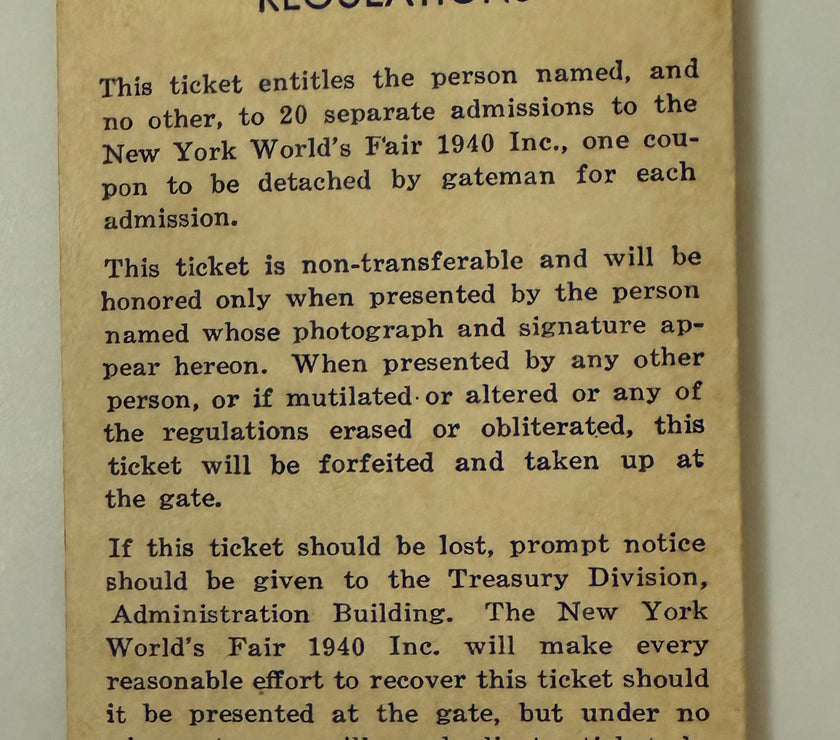 REGULATIONS
This ticket entitles the person named, and
no other, to 20 separate admissions to the
New York World's Fair 1940 Inc., one cou-
pon to be detached by gateman for each
admission.
This ticket is non-transferable and will be
honored only when presented by the person
named whose photograph and signature ap-
pear hereon. When presented by any other
person, or if mutilated or altered or any of
the regulations erased or obliterated, this
ticket will be forfeited and taken up at
the gate.
If this ticket should be lost, prompt notice
should be given to the Treasury Division,
Administration Building. The New York
World's Fair 1940 Inc. will make every
reasonable effort to recover this ticket should
it be presented at the gate, but under no